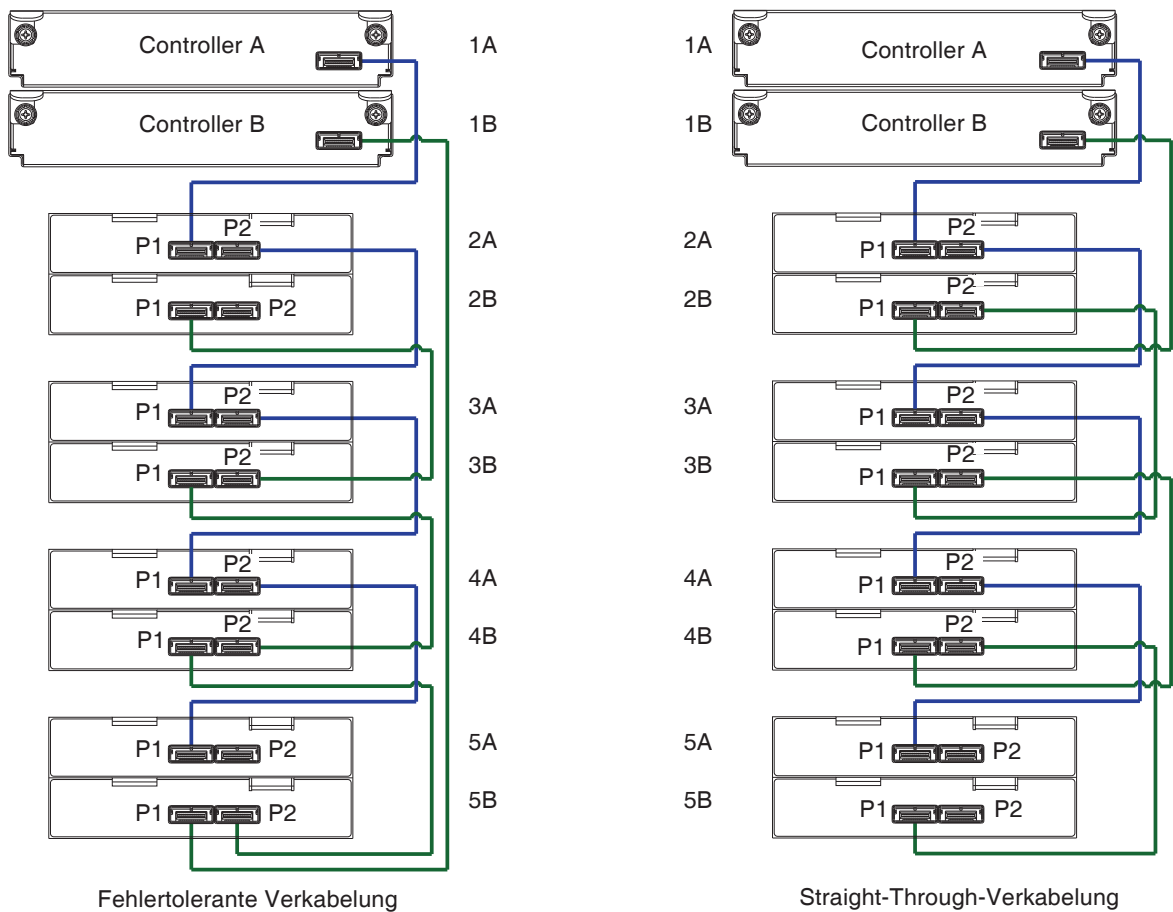 Controller A
1A
Controller B
1B
P1 P2
2A
P1 P2
2B
P1 P2
3A
P1 P2
3B
P1 P2
4A
P1 P2
4B
P1 P2
5A
P1 P2
5B
Fehlertolerante Verkabelung
1A
Controller A
1B
Controller B
2A
P1 P2
2B
P1 P2
3A
P1 P2
3B
P1 P2
4A
P1 P2
4B
P1 P2
5A
P1 P2
5B
P1 P2
Straight-Through-Verkabelung